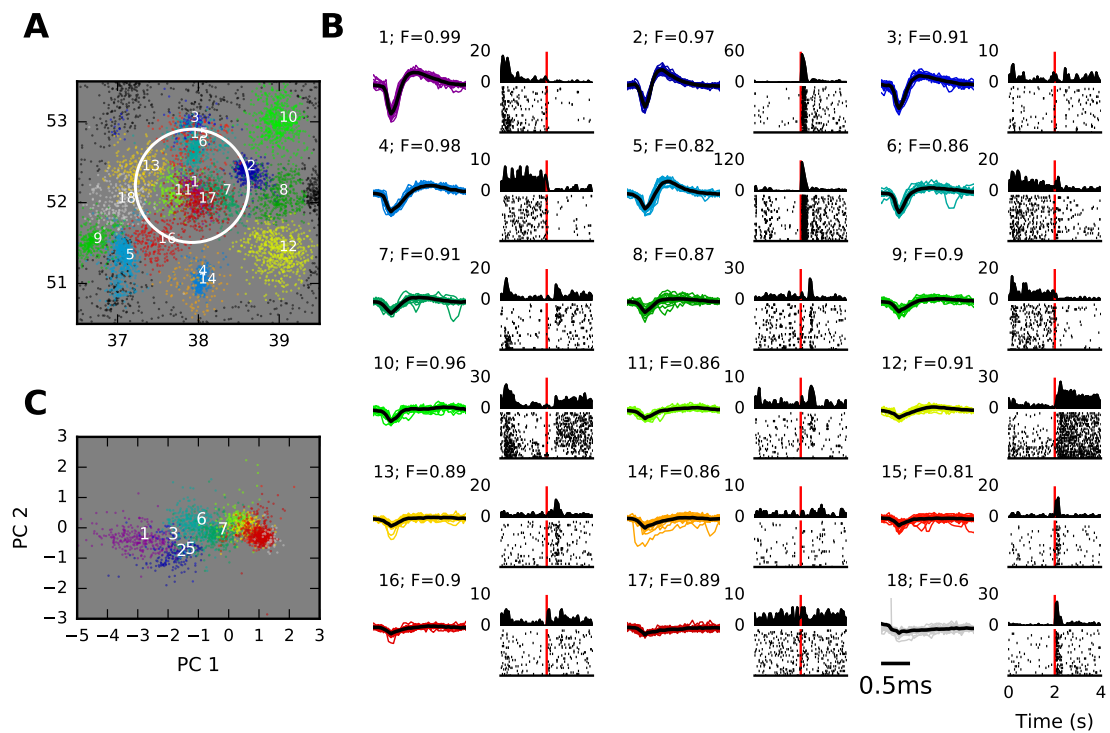 A
B
1; F=0.99
20
0
2; F=0.97
60
0
3; F=0.91
10
0
4; F=0.98
10
0
5; F=0.82
120
0
6; F=0.86
20
0
7; F=0.91
20
0
8; F=0.87
30
0
9; F=0.9
20
0
10; F=0.96
25
0
11; F=0.86
10
0
12; F=0.91
30
0
13; F=0.89
20
0
14; F=0.86
10
0
15; F=0.81
20
0
16; F=0.9
10
0
17; F=0.89
10
0
18; F=0.6
30
0
0.5ms
0 2 4
Time (s)
53
52
51
37 38 39
3
10
15
6
13
2
1
11
7
8
18
17
9
16
5
12
4
14
C
3
2
1
0
−1
−2
−3
PC 2
6
1
3
7
2
5
−5 −4 −3 −2 −1 0 1 2 3
PC 1